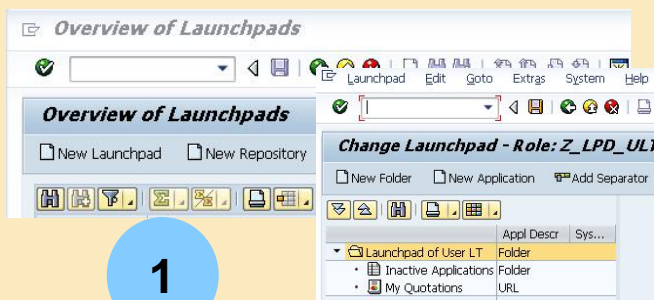 Overview of Launchpads
Overview of Launchpads
New Launchpad New Repository
1
Launchpad Edit Goto Extras System Help
Change Launchpad - Role: Z_LPD_ULT
New Folder New Application Add Separator
Appl Descr Sys...
Launchpad of User LT Folder
Inactive Applications Folder
My Quotations URL